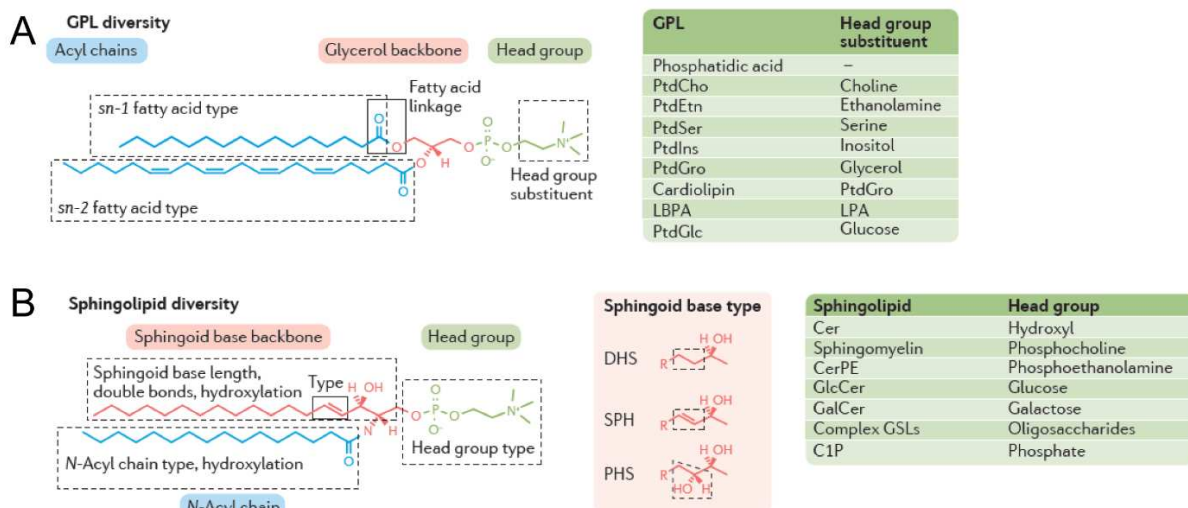 A
GPL diversity
Acyl chains
Glycerol backbone
Head group
sn-1 fatty acid type
Fatty acid
linkage
O
O
O
H
O
O
P
O-
O
N+
sn-2 fatty acid type
O
Head group
substituent
GPL Head group
substituent
Phosphatidic acid –
PtdCho Choline
PtdEtn Ethanolamine
PtdSer Serine
PtdIns Inositol
PtdGro Glycerol
Cardiolipin PtdGro
LBPA LPA
PtdGlc Glucose
B
Sphingolipid diversity
Sphingoid base backbone
Head group
Sphingoid base length,
double bonds, hydroxylation
Type
H OH
O
O
P
O-
O
N+
N
H
O
N-Acyl chain type, hydroxylation
Head group type
N-Acyl chain
Sphingoid base type
DHS
R
H OH
SPH
R
H OH
PHS
R
H OH
HO H
Sphingolipid Head group
Cer Hydroxyl
Sphingomyelin Phosphocholine
CerPE Phosphoethanolamine
GlcCer Glucose
GalCer Galactose
Complex GSLs Oligosaccharides
C1P Phosphate